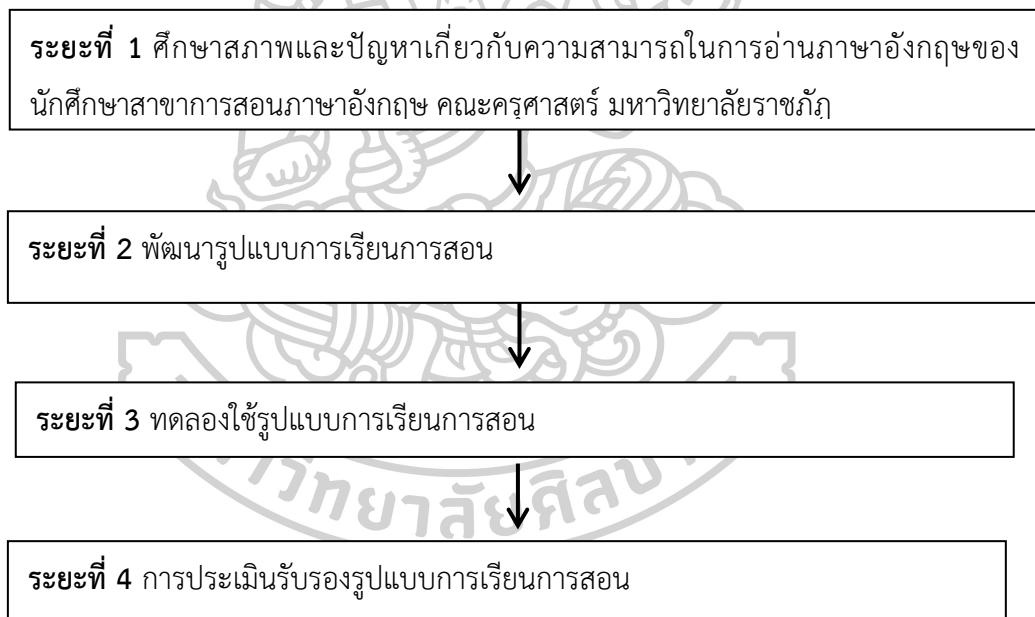 ระยะที่ 1 ศึกษาสภาพและปัญหาเกี่ยวกับความสามารถในการอ่านภาษาอังกฤษของ
นักศึกษาสาขาการสอนภาษาอังกฤษ คณะครุศาสตร์ มหาวิทยาลัยราชภัฏ
ระยะที่ 2 พัฒนารูปแบบการเรียนการสอน
ระยะที่ 3 ทดลองใช้รูปแบบการเรียนการสอน
ระยะที่ 4 การประเมินรับรองรูปแบบการเรียนการสอน